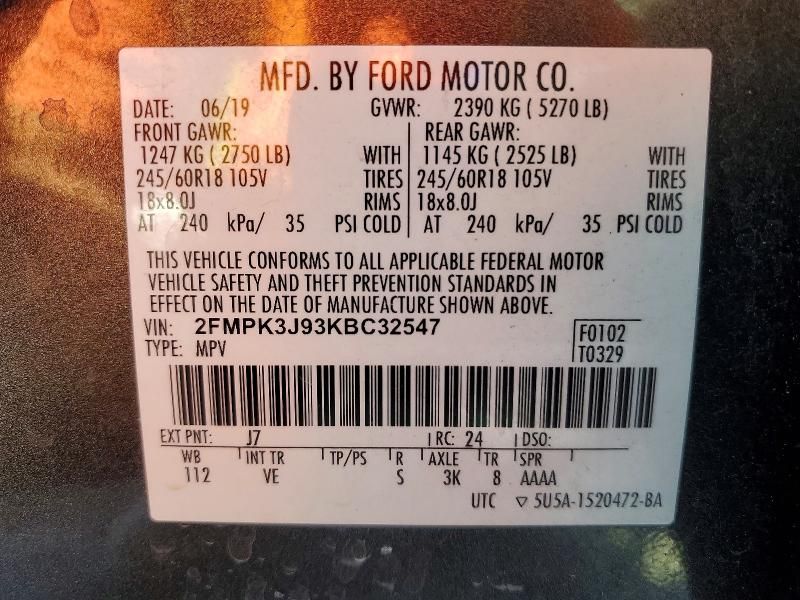 MFD. BY FORD MOTOR CO.
DATE: 06/19 GVWR: 2390 KG ( 5270 LB)
FRONT GAWR: REAR GAWR:
1247 KG ( 2750 LB) WITH 1145 KG ( 2525 LB) WITH
245/60R18 105V TIRES 245/60R18 105V TIRES
18x8.0J RIMS 18x8.0J RIMS
AT 240 kPa/ 35 PSI COLD AT 240 kPa/ 35 PSI COLD
THIS VEHICLE CONFORMS TO ALL APPLICABLE FEDERAL MOTOR
VEHICLE SAFETY AND THEFT PREVENTION STANDARDS IN
EFFECT ON THE DATE OF MANUFACTURE SHOWN ABOVE.
VIN: 2FMPK3J93KBC32547 F0102
TYPE: MPV T0329
EXT PNT: J7 RC: 24 DSO:
WB INT TR TP/PS R AXLE TR SPR
112 VE S 3K 8 AAAA
UTC ▽ 5U5A-1520472-BA